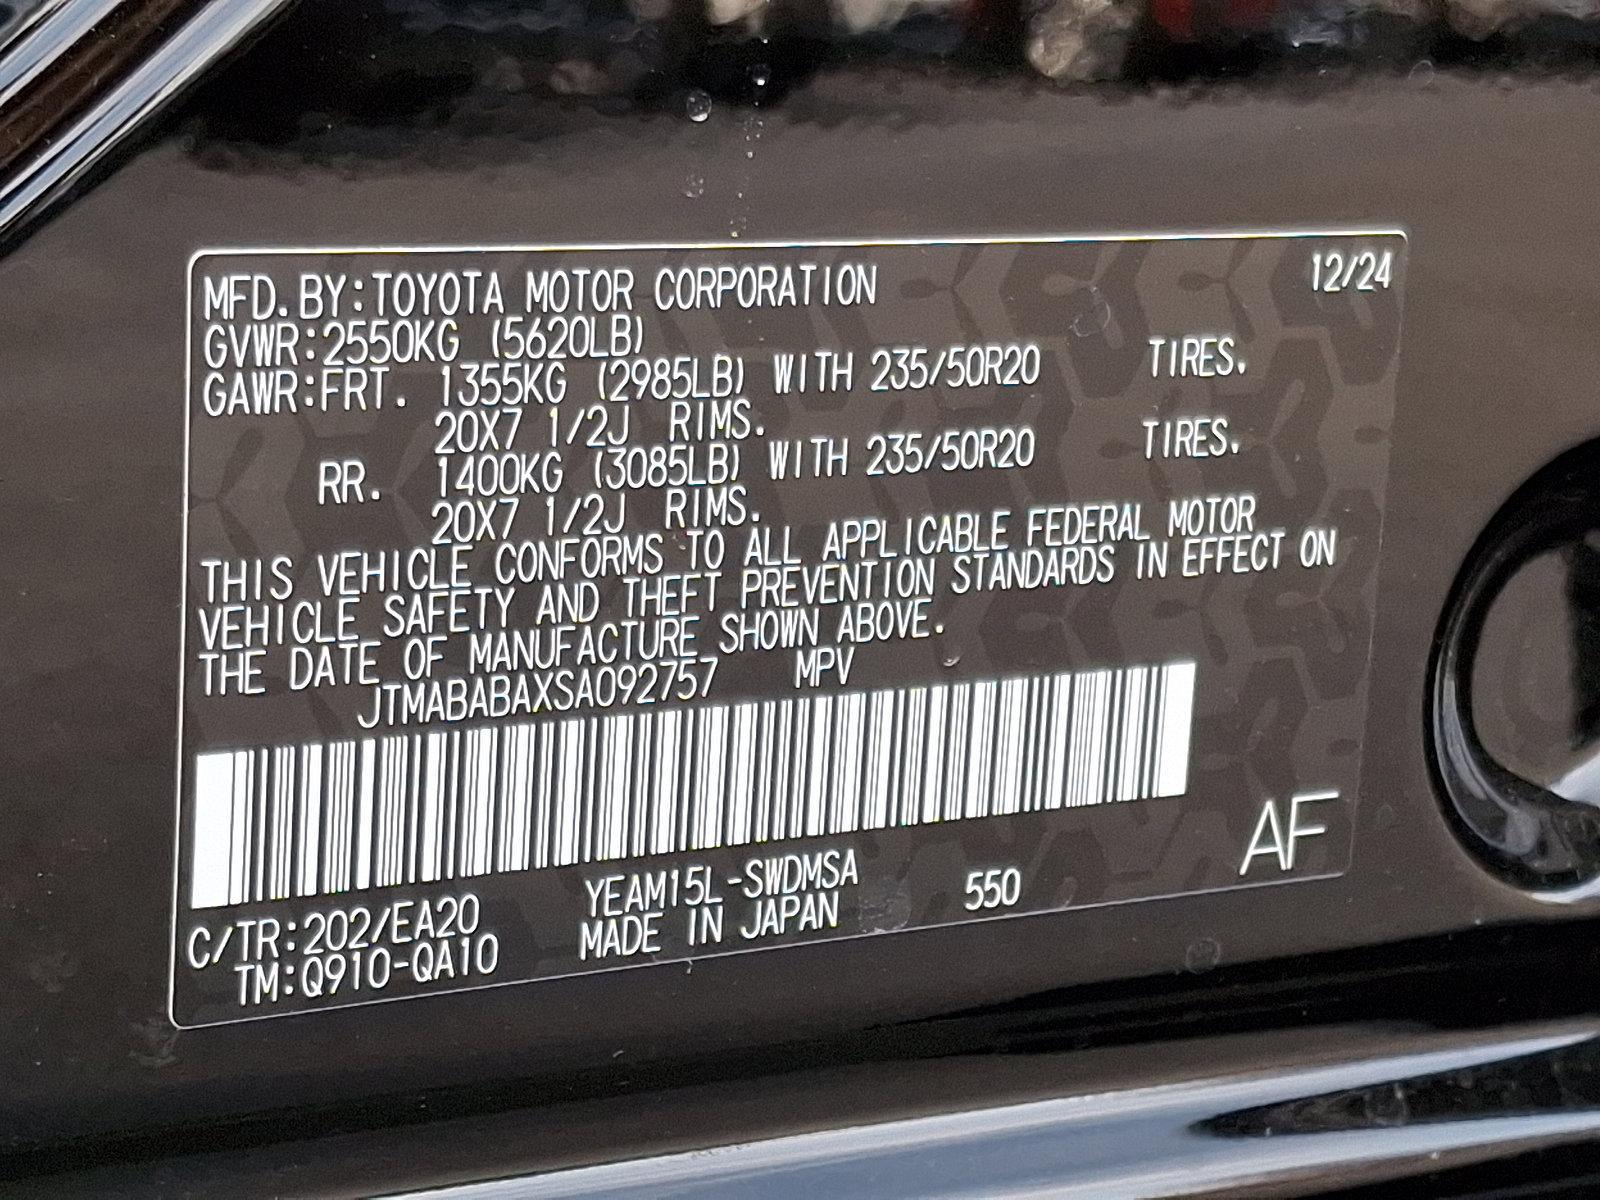 MFD.BY:TOYOTA MOTOR CORPORATION 12/24
GVWR:2550KG (5620LB)
GAWR:FRT. 1355KG (2985LB) WITH 235/50R20 TIRES.
20X7 1/2J RIMS.
RR. 1400KG (3085LB) WITH 235/50R20 TIRES.
20X7 1/2J RIMS.
THIS VEHICLE CONFORMS TO ALL APPLICABLE FEDERAL MOTOR
VEHICLE SAFETY AND THEFT PREVENTION STANDARDS IN EFFECT ON
THE DATE OF MANUFACTURE SHOWN ABOVE.
JTMABABAXSA092757 MPV
C/TR:202/EA20 YEAM15L-SWDMSA 550 AF
TM:Q910-QA10 MADE IN JAPAN